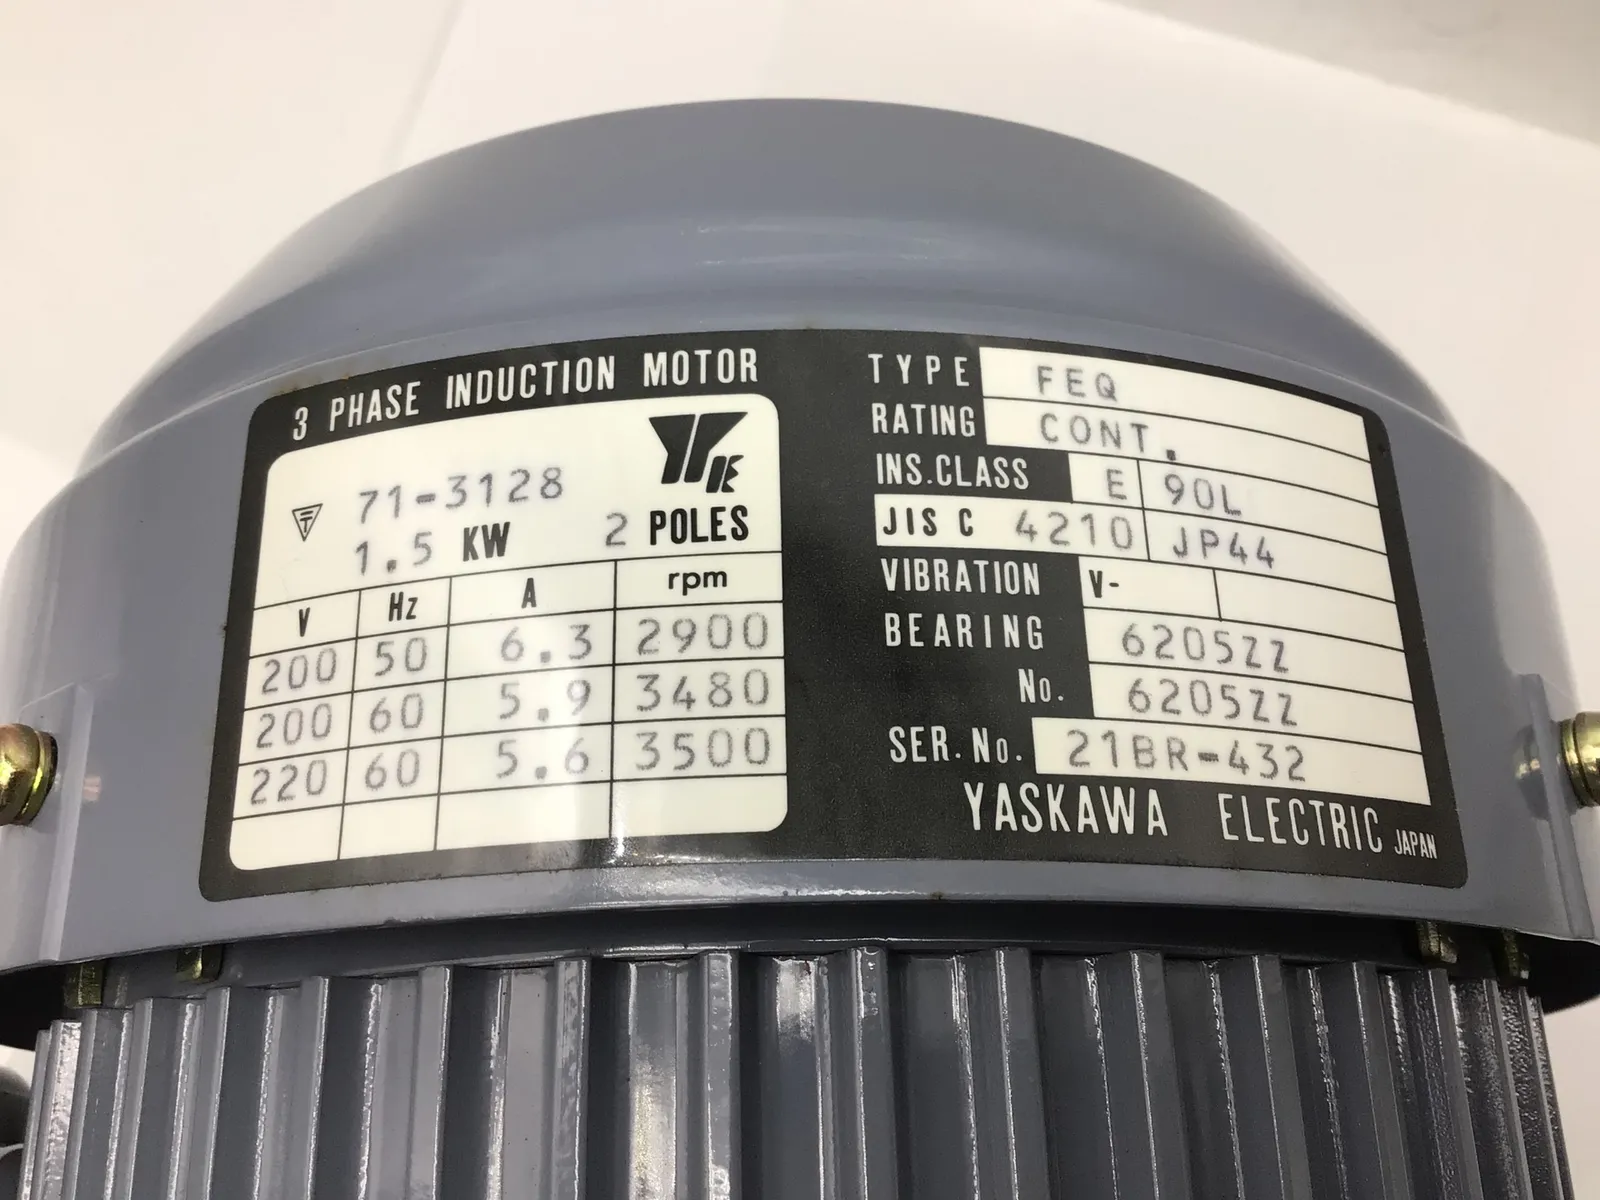 3 PHASE INDUCTION MOTOR
71-3128
1.5 KW 2 POLES
V Hz A rpm
200 50 6.3 2900
200 60 5.9 3480
220 60 5.6 3500
TYPE FEQ
RATING CONT.
INS.CLASS E 90L
JIS C 4210 JP44
VIBRATION V-
BEARING 6205ZZ
No. 6205ZZ
SER.No. 21BR-432
YASKAWA ELECTRIC JAPAN